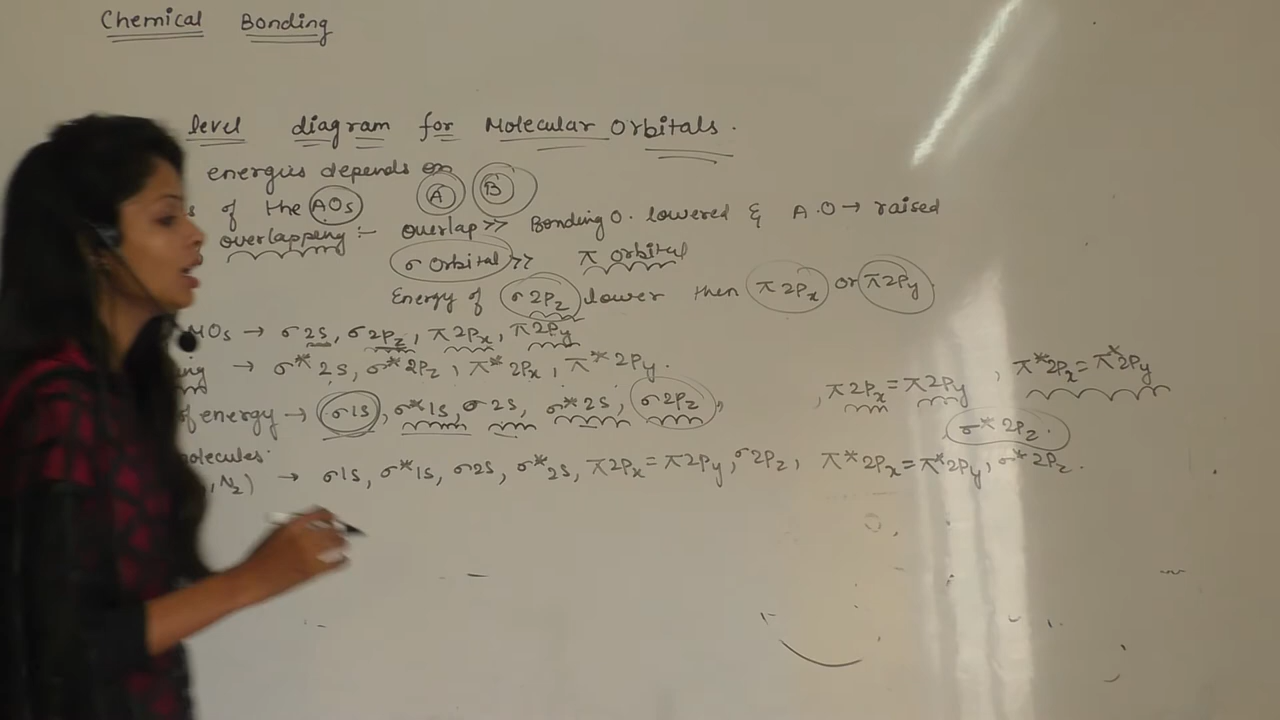 Chemical Bonding
level diagram for Molecular Orbitals.
energies depends on
s of the AOs A B
overlapping :- overlap >> Bonding O. lowered & A.O → raised
σ orbital >> π orbital
Energy of σ2Pz lower then π2Px or π2Py
MOs → σ2s, σ2Pz, π2Px, π2Py
ing → σ*2s, σ*2Pz, π*2Px, π*2Py.
of energy → σ1s, σ*1s, σ2s, σ*2s, σ2Pz, , π2Px = π2Py , π*2Px = π*2Py
, σ*2Pz.
olecules:
, N2) → σ1s, σ*1s, σ2s, σ*2s, π2Px = π2Py, σ2Pz, π*2Px = π*2Py, σ*2Pz.